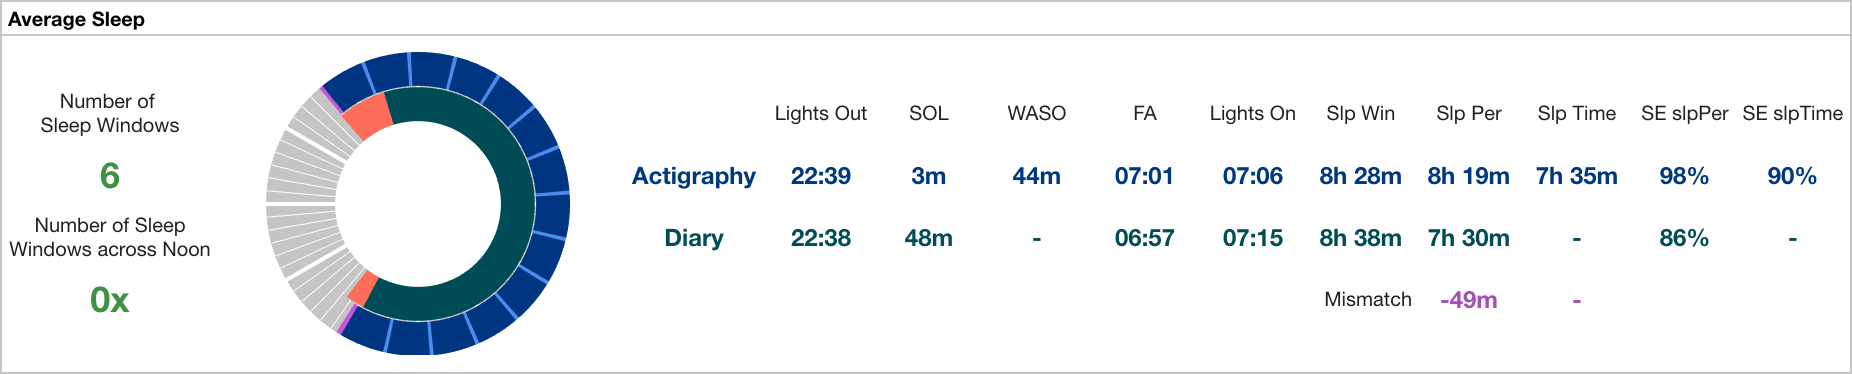 Average Sleep
Number of
Sleep Windows
6
Number of Sleep
Windows across Noon
0x
Lights Out SOL WASO FA Lights On Slp Win Slp Per Slp Time SE slpPer SE slpTime
Actigraphy 22:39 3m 44m 07:01 07:06 8h 28m 8h 19m 7h 35m 98% 90%
Diary 22:38 48m - 06:57 07:15 8h 38m 7h 30m - 86% -
Mismatch -49m -